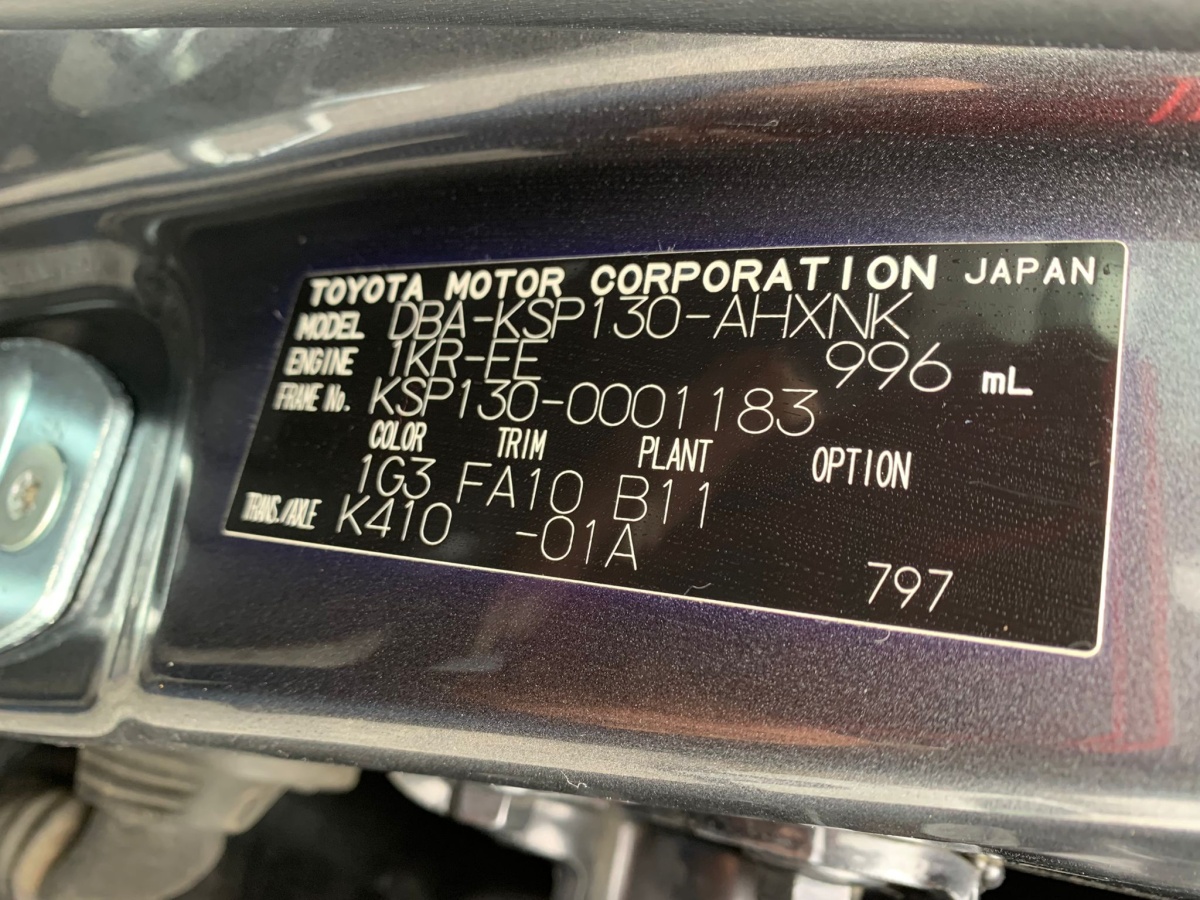 TOYOTA MOTOR CORPORATION JAPAN
MODEL DBA-KSP130-AHXNK
ENGINE 1KR-FE 996 mL
FRAME No. KSP130-0001183
COLOR TRIM PLANT OPTION
1G3 FA10 B11
TRANS./AXLE K410 -01A
797